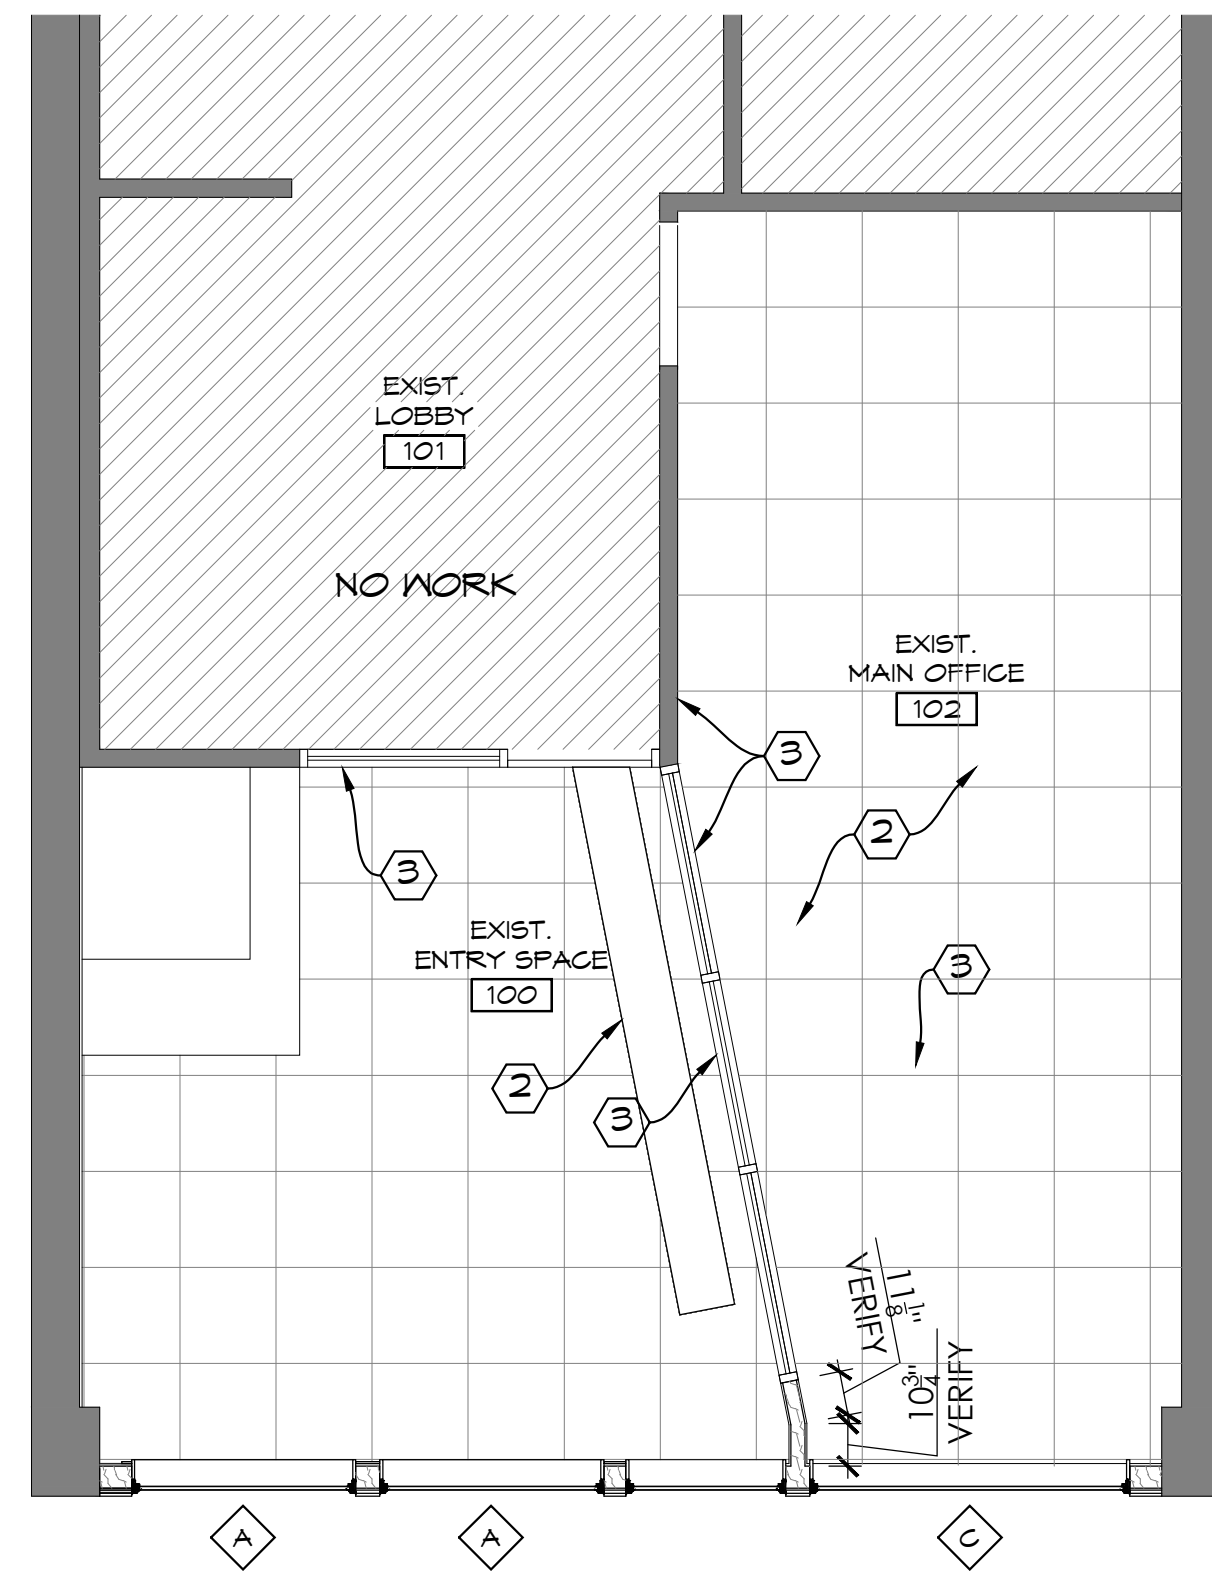 EXIST.
LOBBY
101
NO WORK
EXIST.
MAIN OFFICE
102
3
2
3
EXIST.
ENTRY SPACE
100
3
2
3
11 1/8"
VERIFY
10 3/4"
VERIFY
A
A
C